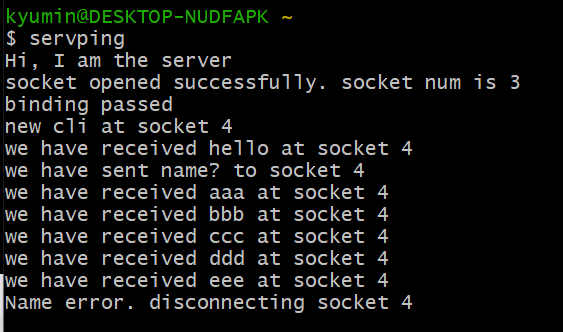 kyumin@DESKTOP-NUDFAPK ~
$ servping
Hi, I am the server
socket opened successfully. socket num is 3
binding passed
new cli at socket 4
we have received hello at socket 4
we have sent name? to socket 4
we have received aaa at socket 4
we have received bbb at socket 4
we have received ccc at socket 4
we have received ddd at socket 4
we have received eee at socket 4
Name error. disconnecting socket 4